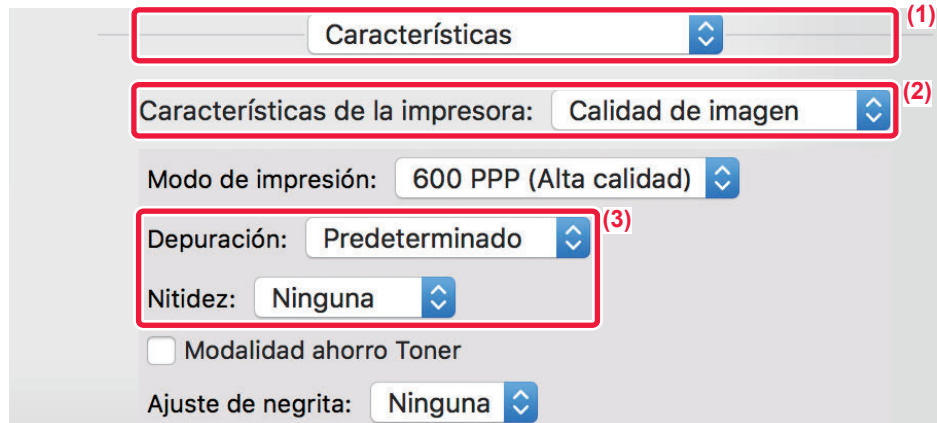 Características
(1)
Características de la impresora: Calidad de imagen
(2)
Modo de impresión: 600 PPP (Alta calidad)
Depuración: Predeterminado
(3)
Nitidez: Ninguna
Modalidad ahorro Toner
Ajuste de negrita: Ninguna